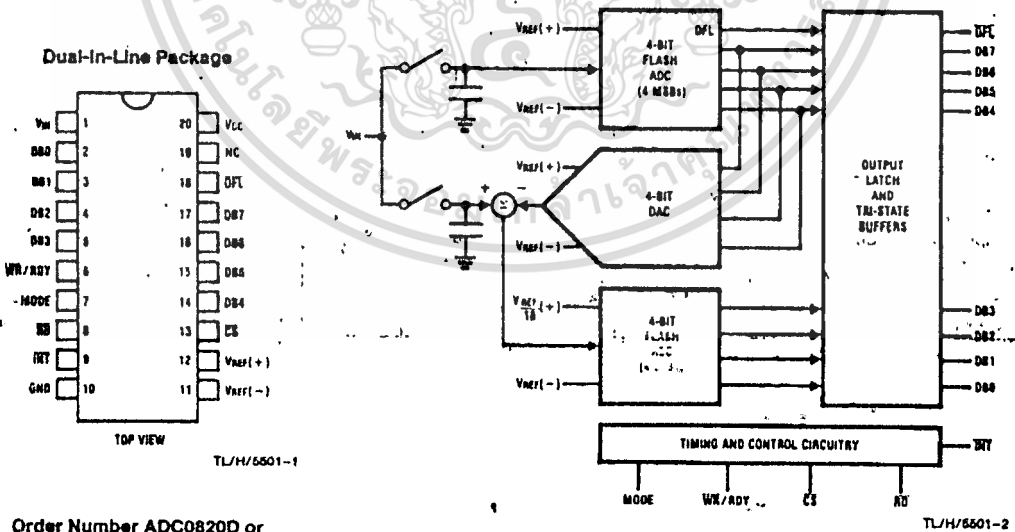 Dual-In-Line Package
VIN 1
DB0 2
DB1 3
DB2 4
DB3 5
WR/RDY 6
MODE 7
RD 8
INT 9
GND 10
20 VCC
19 NC
18 OFL
17 DB7
16 DB6
15 DB5
14 DB4
13 CS
12 VREF(+)
11 VREF(−)
TOP VIEW
TL/H/5501-1
Order Number ADC0820D or
VREF(+)
VREF(−)
OFL
4-BIT
FLASH
ADC
(4 MSBs)
VIN
VREF(+)
+
−
Σ
VREF(−)
4-BIT
DAC
VREF(+)
16
VREF(−)
4-BIT
FLASH
ADC
OUTPUT
LATCH
AND
TRI-STATE
BUFFERS
OFL
DB7
DB6
DB5
DB4
DB3
DB2
DB1
DB0
TIMING AND CONTROL CIRCUITRY
INT
MODE
WR/RDY
CS
RD
TL/H/5501-2